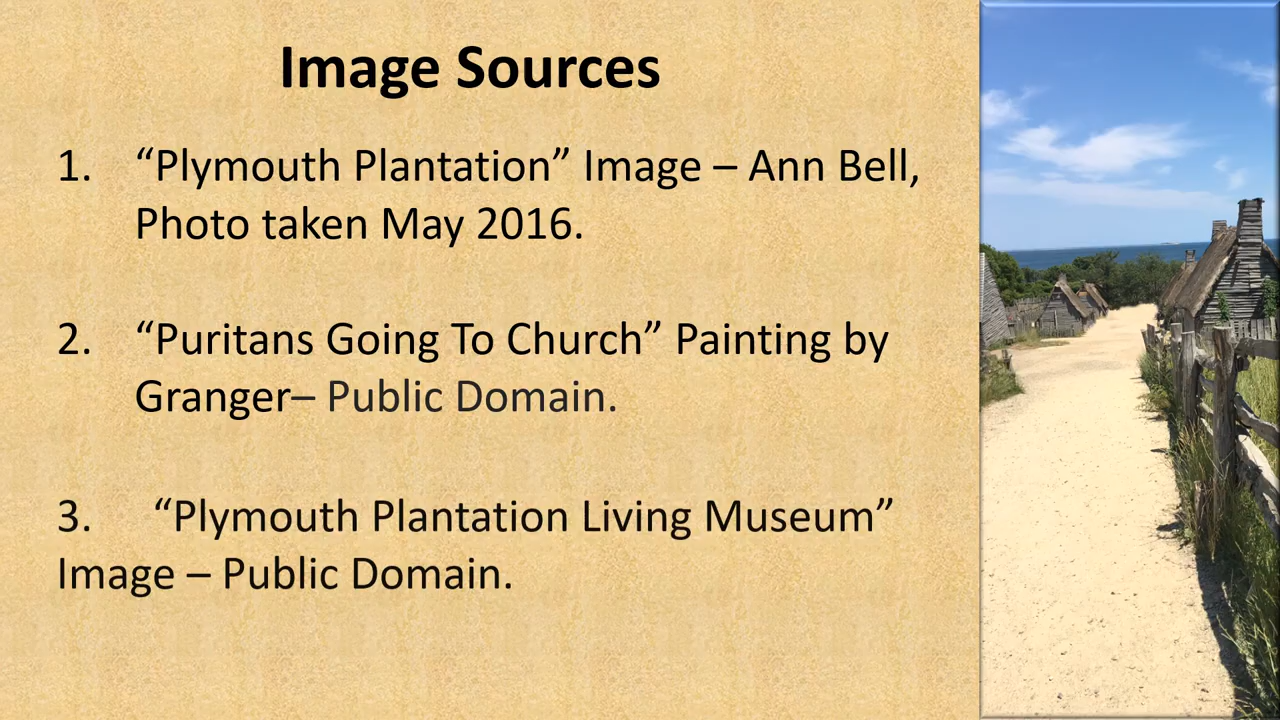 Image Sources
1. “Plymouth Plantation” Image – Ann Bell,
Photo taken May 2016.
2. “Puritans Going To Church” Painting by
Granger– Public Domain.
3. “Plymouth Plantation Living Museum”
Image – Public Domain.